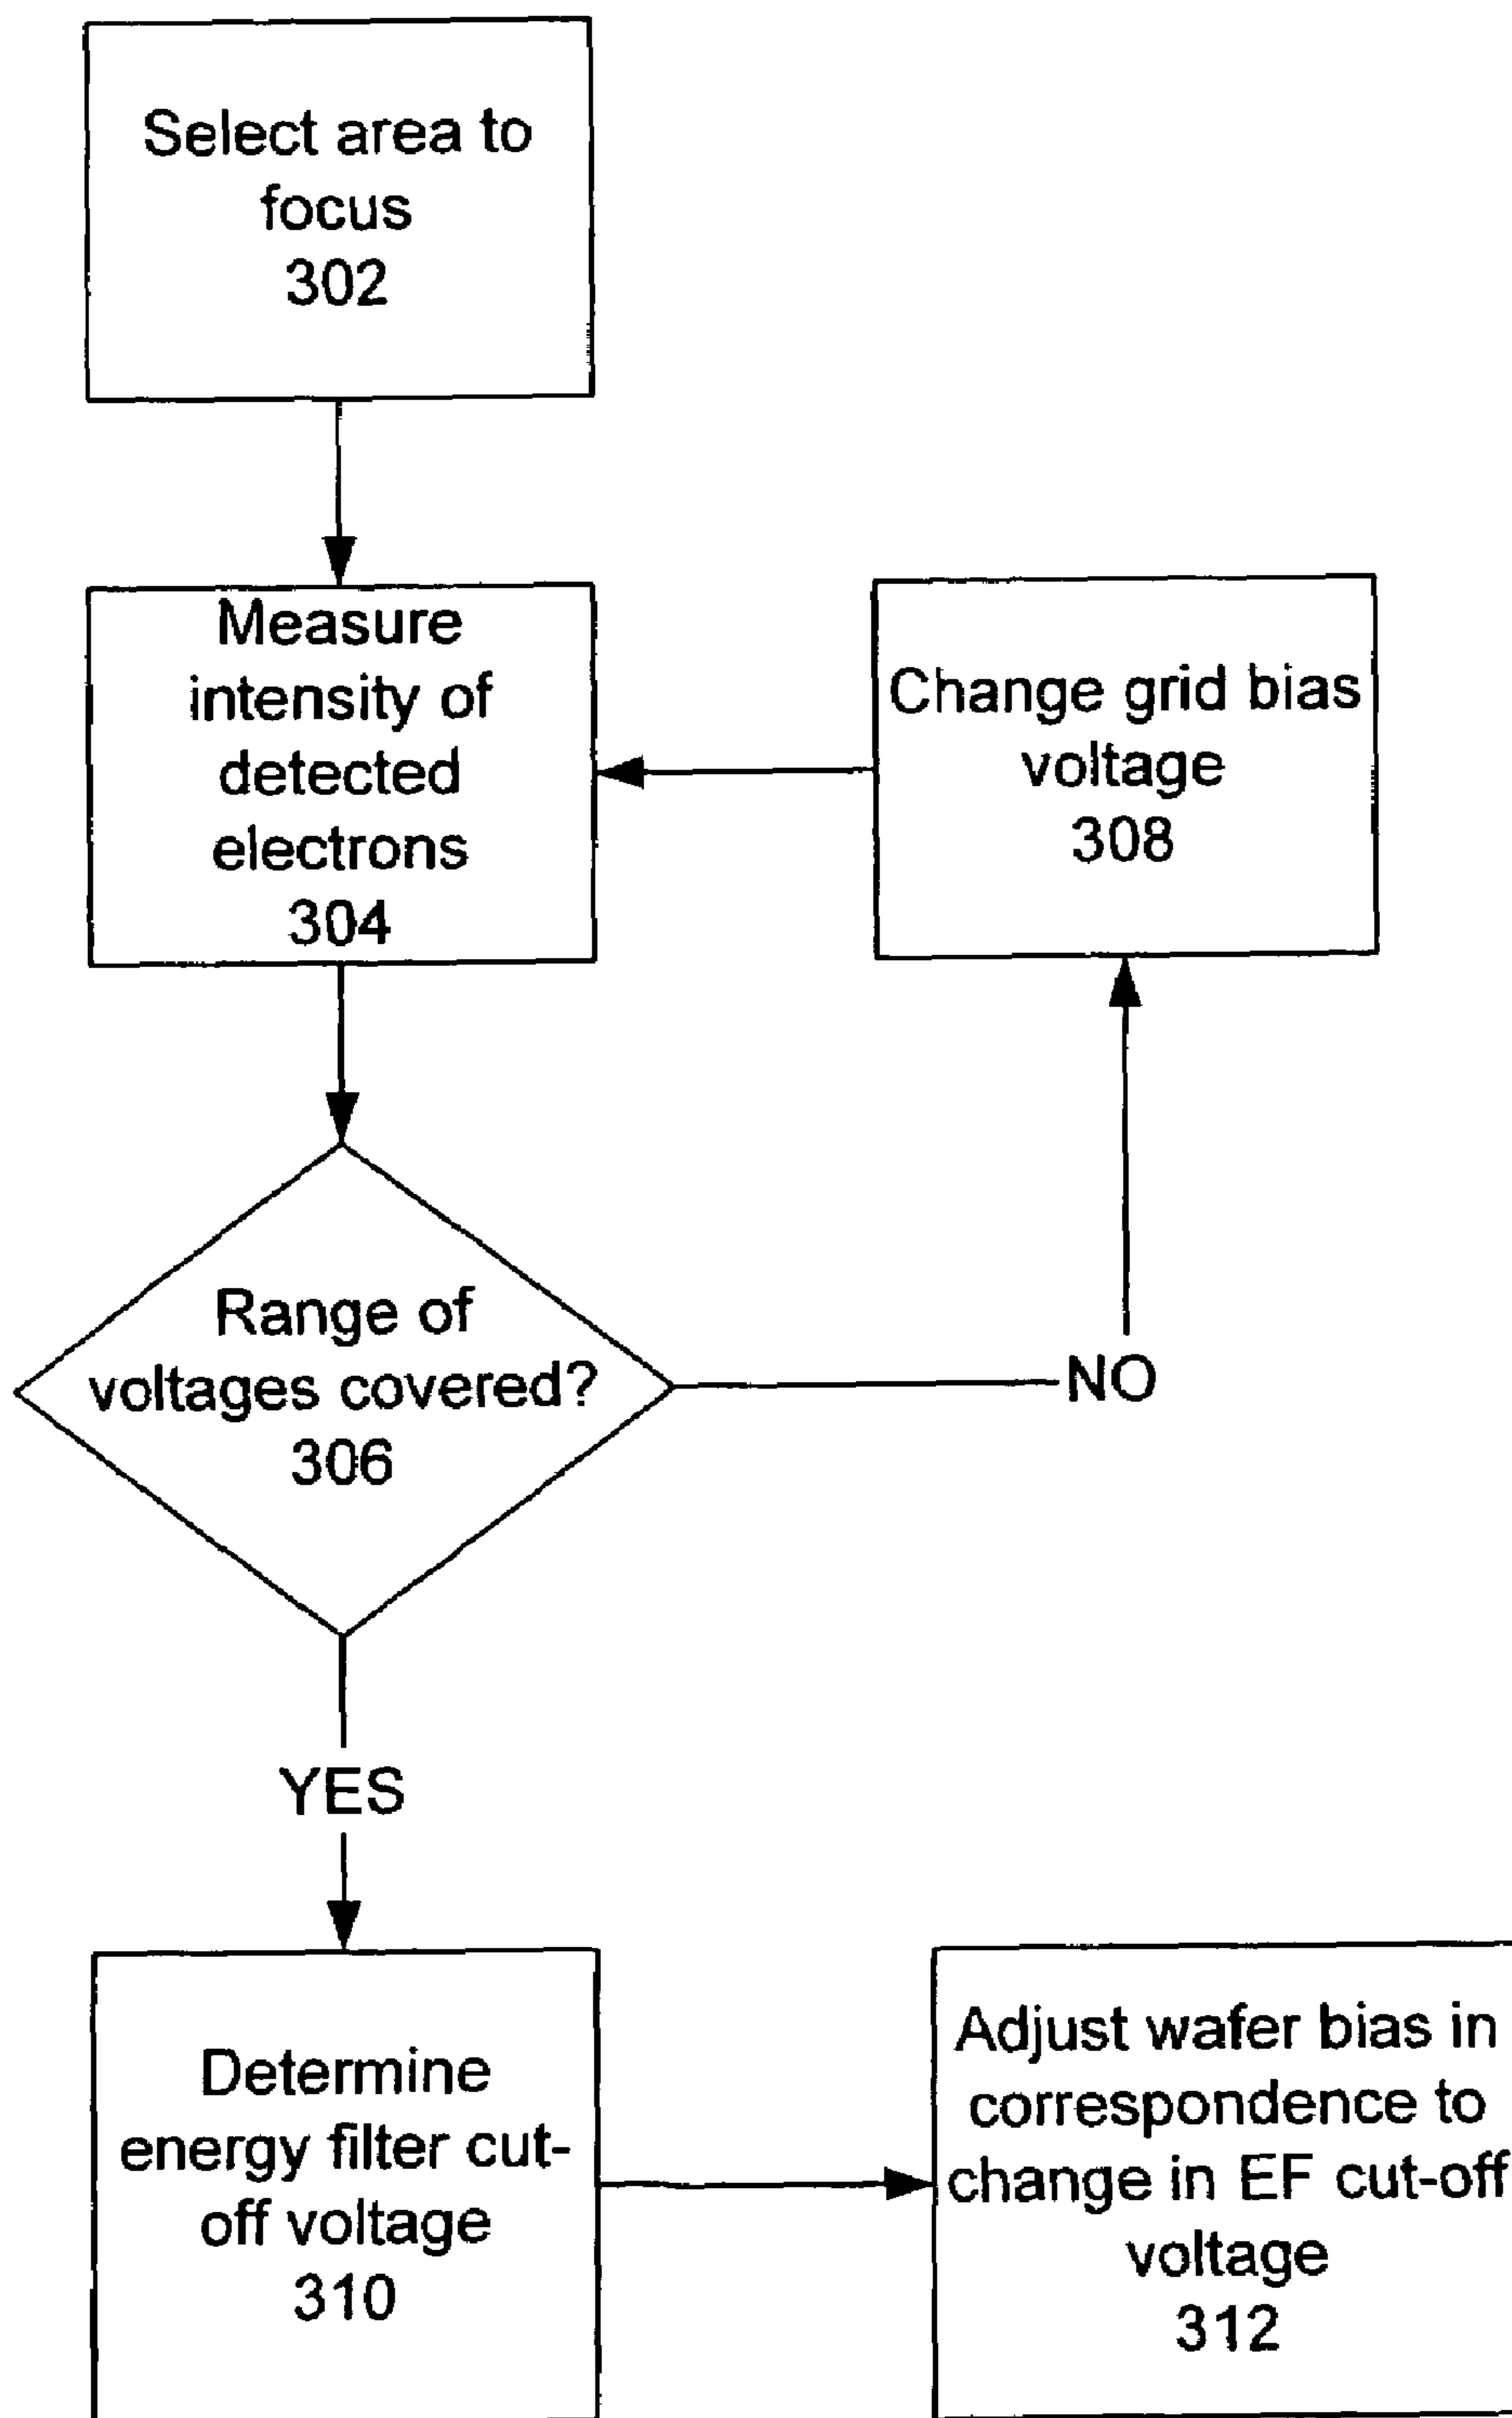 Select area to
focus
302
Measure
intensity of
detected
electrons
304
Change grid bias
voltage
308
Range of
voltages covered?
306
NO
YES
Determine
energy filter cut-
off voltage
310
Adjust wafer bias in
correspondence to
change in EF cut-off
voltage
312